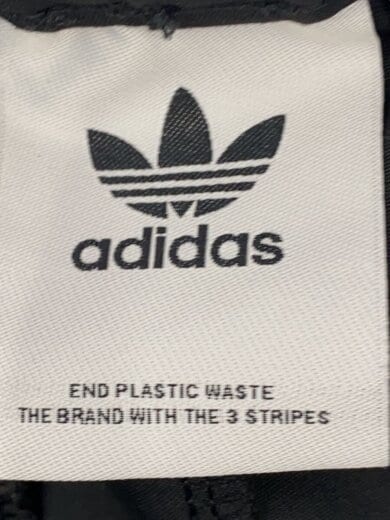 adidas
END PLASTIC WASTE
THE BRAND WITH THE 3 STRIPES